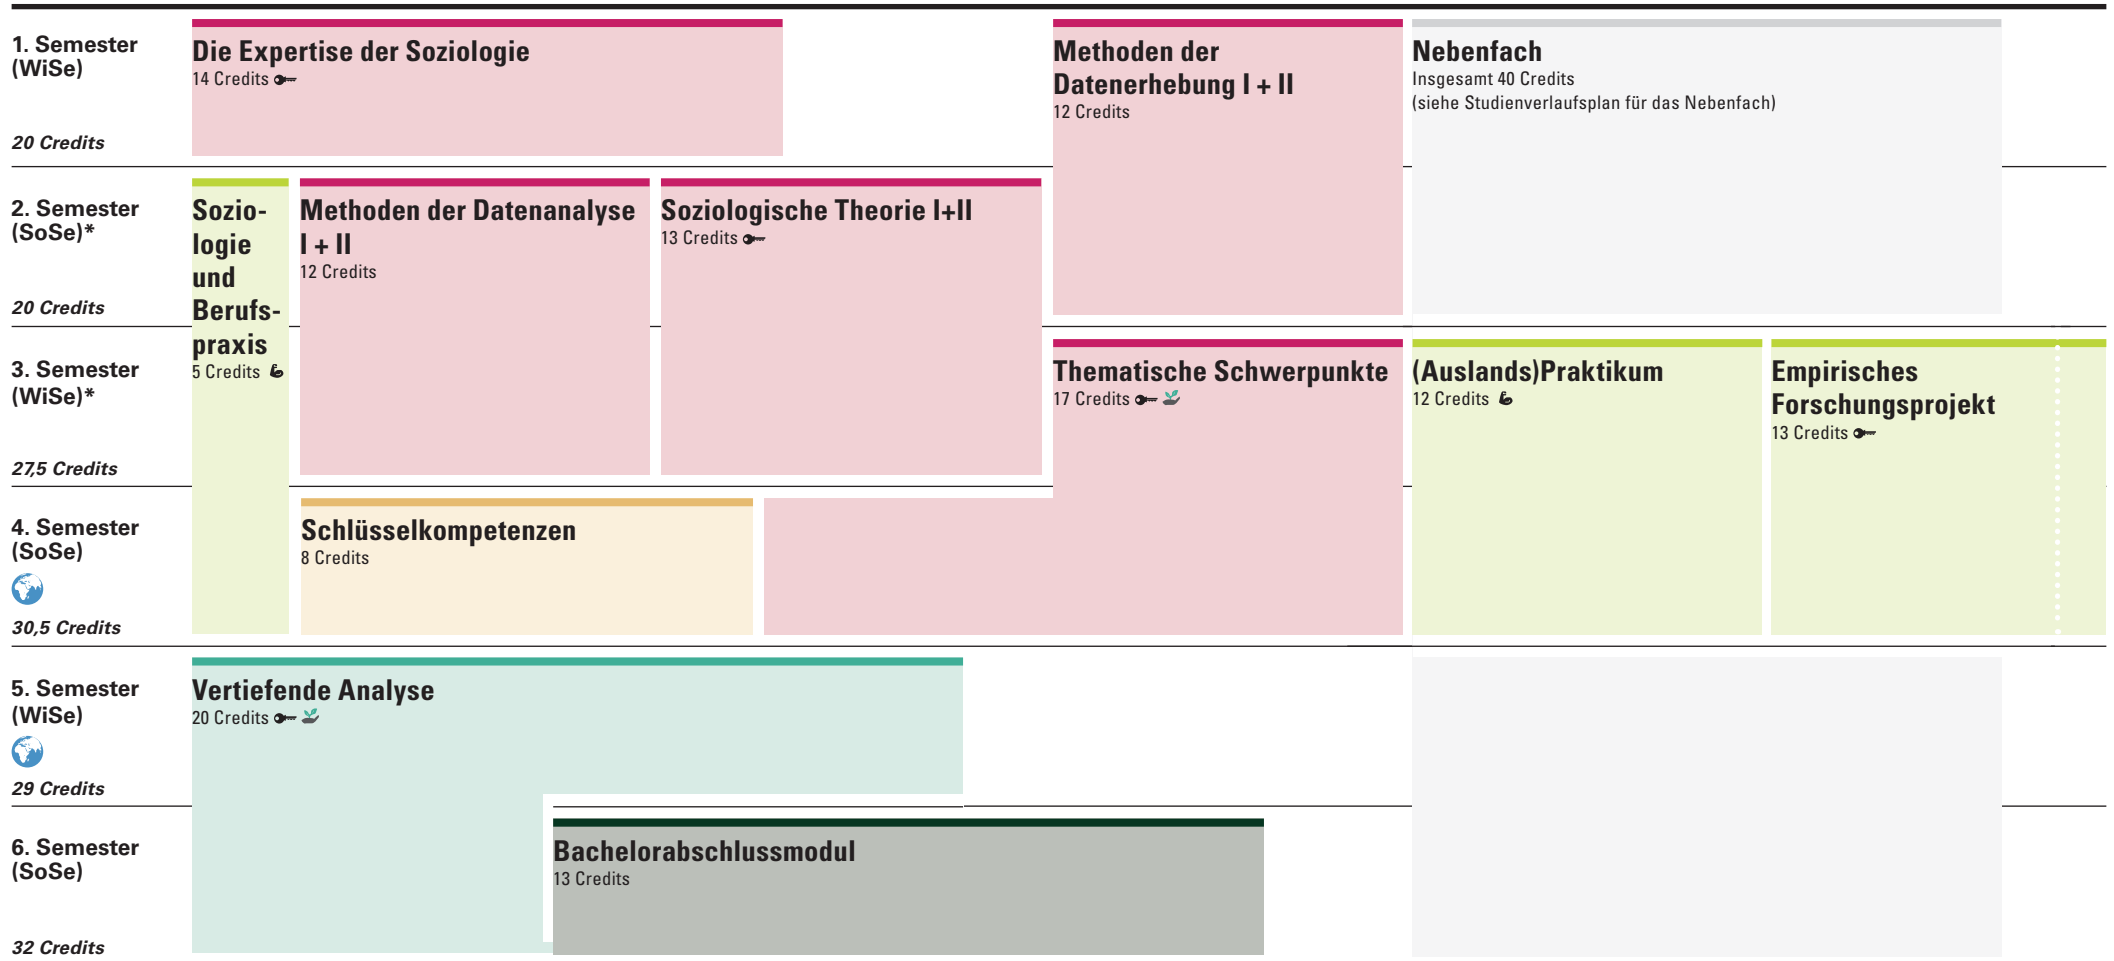 1. Semester
(WiSe)
20 Credits
Die Expertise der Soziologie
14 Credits
Methoden der
Datenerhebung I + II
12 Credits
Nebenfach
Insgesamt 40 Credits
(siehe Studienverlaufsplan für das Nebenfach)
2. Semester
(SoSe)*
20 Credits
Sozio-
logie
und
Berufs-
praxis
5 Credits
Methoden der Datenanalyse
I + II
12 Credits
Soziologische Theorie I+II
13 Credits
3. Semester
(WiSe)*
27,5 Credits
Thematische Schwerpunkte
17 Credits
(Auslands)Praktikum
12 Credits
Empirisches
Forschungsprojekt
13 Credits
4. Semester
(SoSe)
30,5 Credits
Schlüsselkompetenzen
8 Credits
5. Semester
(WiSe)
29 Credits
Vertiefende Analyse
20 Credits
6. Semester
(SoSe)
32 Credits
Bachelorabschlussmodul
13 Credits